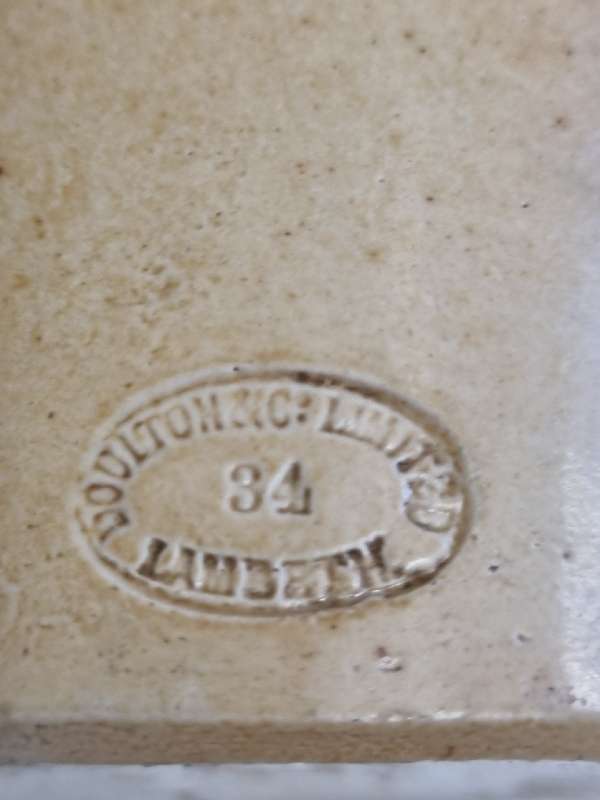 DOULTON & Co. LIMITED
34
LAMBETH.